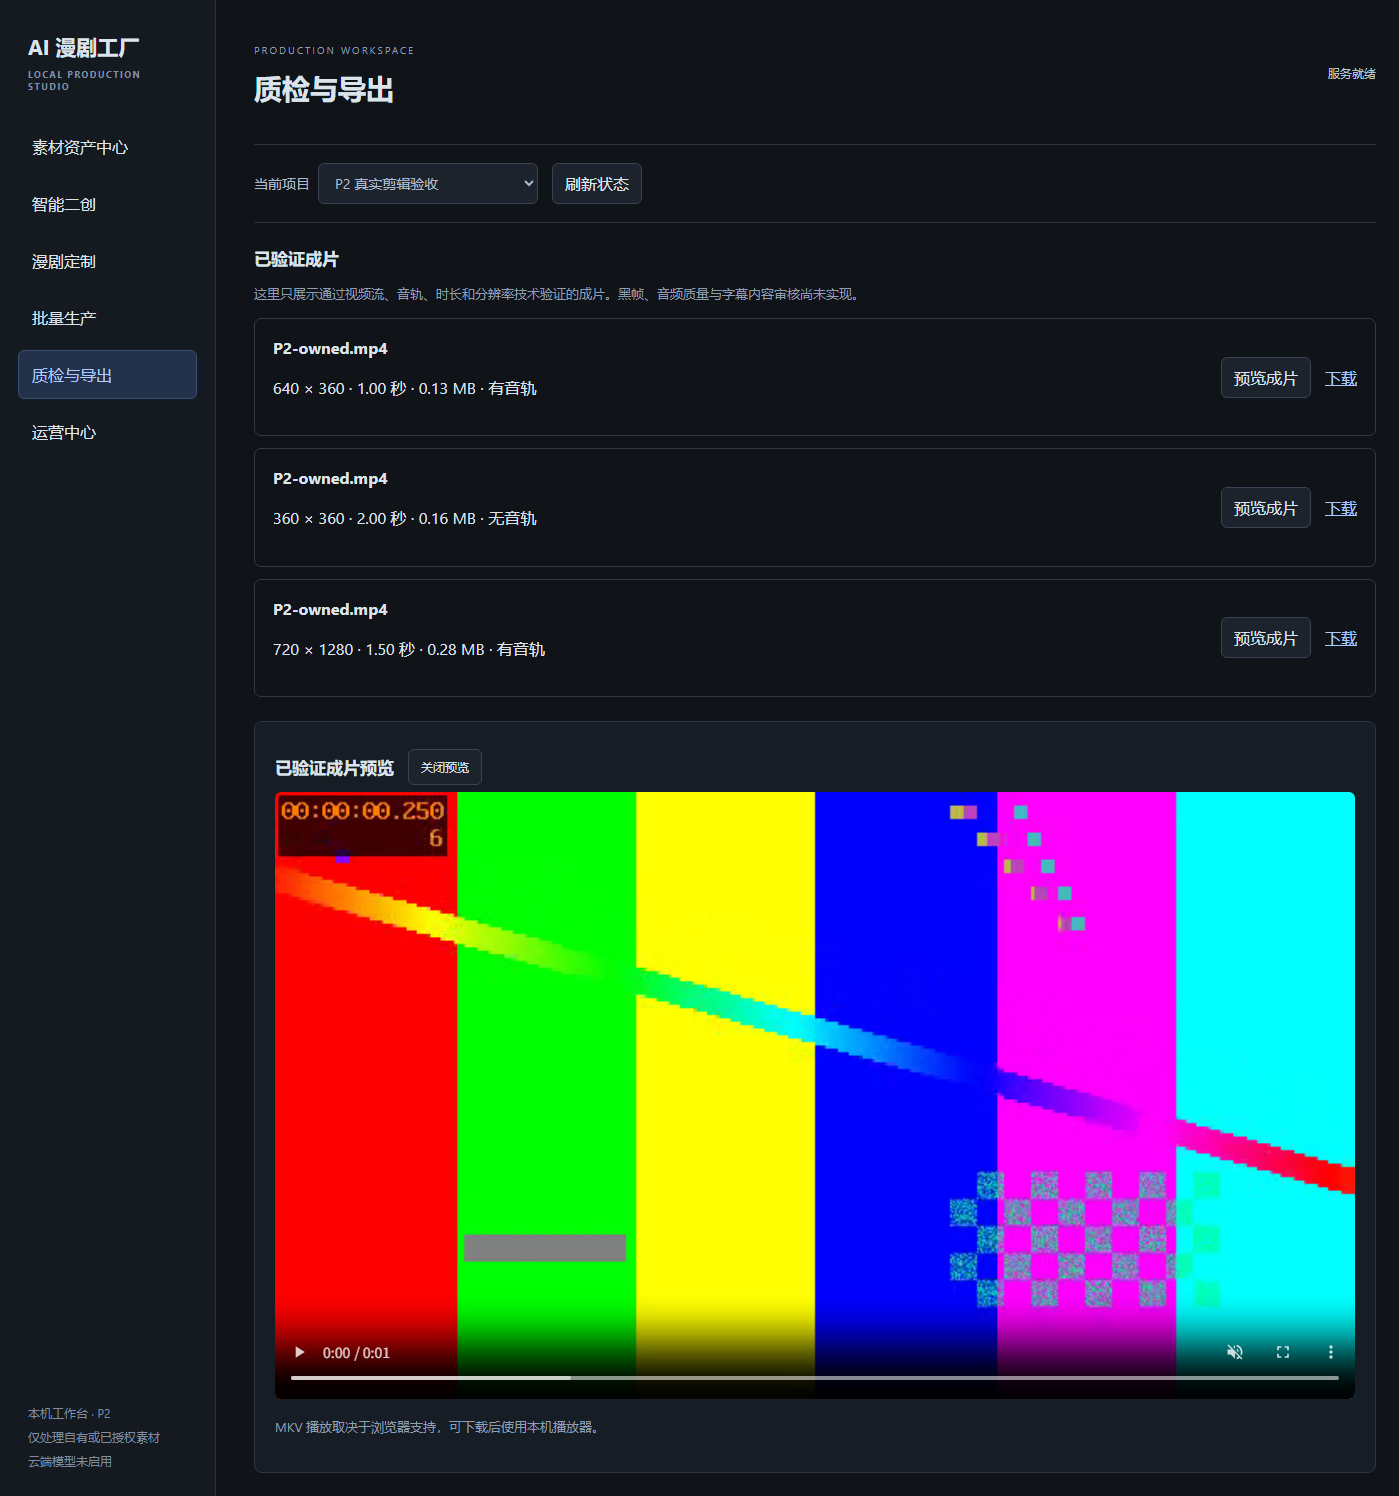 AI 漫剧工厂
LOCAL PRODUCTION
STUDIO
素材资产中心
智能二创
漫剧定制
批量生产
质检与导出
运营中心
本机工作台 · P2
仅处理自有或已授权素材
云端模型未启用
PRODUCTION WORKSPACE
质检与导出
服务就绪
当前项目 P2 真实剪辑验收 刷新状态
已验证成片
这里只展示通过视频流、音轨、时长和分辨率技术验证的成片。黑帧、音频质量与字幕内容审核尚未实现。
P2-owned.mp4
640 × 360 · 1.00 秒 · 0.13 MB · 有音轨
预览成片 下载
P2-owned.mp4
360 × 360 · 2.00 秒 · 0.16 MB · 无音轨
预览成片 下载
P2-owned.mp4
720 × 1280 · 1.50 秒 · 0.28 MB · 有音轨
预览成片 下载
已验证成片预览 关闭预览
00:00:00.250
6
0:00 / 0:01
MKV 播放取决于浏览器支持，可下载后使用本机播放器。